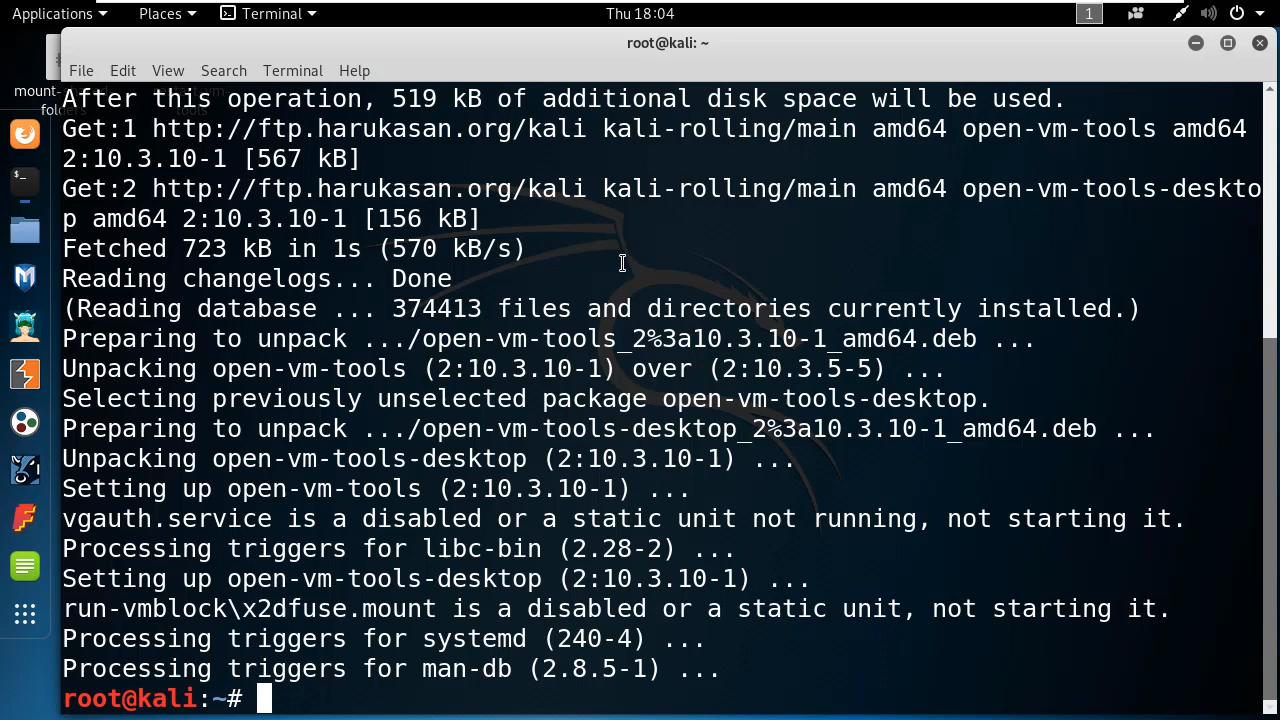 Applications Places Terminal Thu 18:04 1
root@kali: ~
File Edit View Search Terminal Help
mount-
folders
tools
After this operation, 519 kB of additional disk space will be used.
Get:1 http://ftp.harukasan.org/kali kali-rolling/main amd64 open-vm-tools amd64
2:10.3.10-1 [567 kB]
Get:2 http://ftp.harukasan.org/kali kali-rolling/main amd64 open-vm-tools-deskto
p amd64 2:10.3.10-1 [156 kB]
Fetched 723 kB in 1s (570 kB/s)
Reading changelogs... Done
(Reading database ... 374413 files and directories currently installed.)
Preparing to unpack .../open-vm-tools_2%3a10.3.10-1_amd64.deb ...
Unpacking open-vm-tools (2:10.3.10-1) over (2:10.3.5-5) ...
Selecting previously unselected package open-vm-tools-desktop.
Preparing to unpack .../open-vm-tools-desktop_2%3a10.3.10-1_amd64.deb ...
Unpacking open-vm-tools-desktop (2:10.3.10-1) ...
Setting up open-vm-tools (2:10.3.10-1) ...
vgauth.service is a disabled or a static unit not running, not starting it.
Processing triggers for libc-bin (2.28-2) ...
Setting up open-vm-tools-desktop (2:10.3.10-1) ...
run-vmblock\x2dfuse.mount is a disabled or a static unit, not starting it.
Processing triggers for systemd (240-4) ...
Processing triggers for man-db (2.8.5-1) ...
root@kali:~#